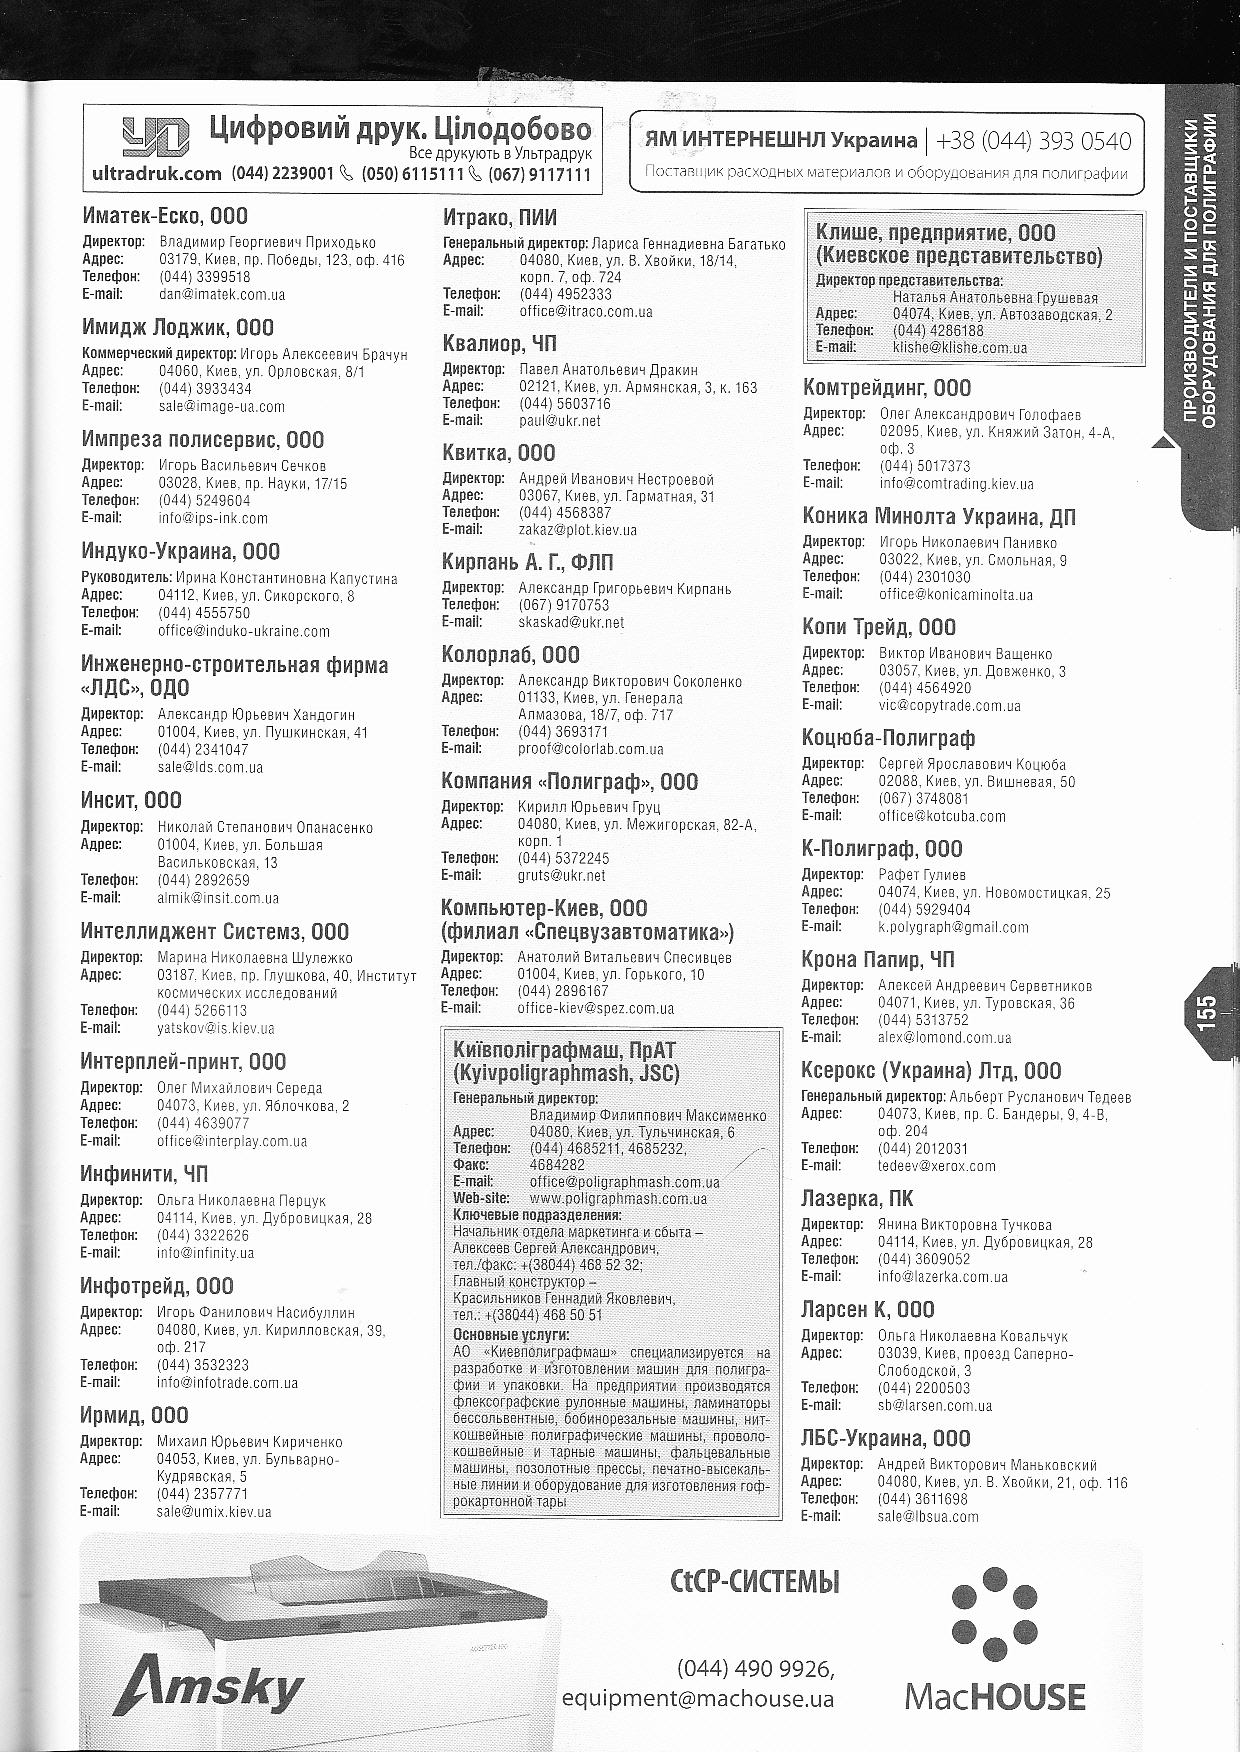 Цифровий друк. Цілодобово
Все друкують в Ультрадрук
ultradruk.com (044) 2239001 (050) 6115111 (067) 9117111
ЯМ ИНТЕРНЕШНЛ Украина | +38 (044) 393 0540
Поставщик расходных материалов и оборудования для полиграфии
ПРОИЗВОДИТЕЛИ И ПОСТАВЩИКИ
ОБОРУДОВАНИЯ ДЛЯ ПОЛИГРАФИИ
Иматек-Еско, ООО
Директор: Владимир Георгиевич Приходько
Адрес: 03179, Киев, пр. Победы, 123, оф. 416
Телефон: (044) 3399518
E-mail: dan@imatek.com.ua
Имидж Лоджик, ООО
Коммерческий директор: Игорь Алексеевич Брачун
Адрес: 04060, Киев, ул. Орловская, 8/1
Телефон: (044) 3933434
E-mail: sale@image-ua.com
Импреза полисервис, ООО
Директор: Игорь Васильевич Сечков
Адрес: 03028, Киев, пр. Науки, 17/15
Телефон: (044) 5249604
E-mail: info@ips-ink.com
Индуко-Украина, ООО
Руководитель: Ирина Константиновна Капустина
Адрес: 04112, Киев, ул. Сикорского, 8
Телефон: (044) 4555750
E-mail: office@induko-ukraine.com
Инженерно-строительная фирма
«ЛДС», ОДО
Директор: Александр Юрьевич Хандогин
Адрес: 01004, Киев, ул. Пушкинская, 41
Телефон: (044) 2341047
E-mail: sale@lds.com.ua
Инсит, ООО
Директор: Николай Степанович Опанасенко
Адрес: 01004, Киев, ул. Большая
Васильковская, 13
Телефон: (044) 2892659
E-mail: almik@insit.com.ua
Интеллиджент Системз, ООО
Директор: Марина Николаевна Шулежко
Адрес: 03187, Киев, пр. Глушкова, 40, Институт
космических исследований
Телефон: (044) 5266113
E-mail: yatskov@is.kiev.ua
Интерплей-принт, ООО
Директор: Олег Михайлович Середа
Адрес: 04073, Киев, ул. Яблочкова, 2
Телефон: (044) 4639077
E-mail: office@interplay.com.ua
Инфинити, ЧП
Директор: Ольга Николаевна Перцук
Адрес: 04114, Киев, ул. Дубровицкая, 28
Телефон: (044) 3322626
E-mail: info@infinity.ua
Инфотрейд, ООО
Директор: Игорь Фанилович Насибуллин
Адрес: 04080, Киев, ул. Кирилловская, 39,
оф. 217
Телефон: (044) 3532323
E-mail: info@infotrade.com.ua
Ирмид, ООО
Директор: Михаил Юрьевич Кириченко
Адрес: 04053, Киев, ул. Бульварно-
Кудрявская, 5
Телефон: (044) 2357771
E-mail: sale@umix.kiev.ua
Итрако, ПИИ
Генеральный директор: Лариса Геннадиевна Багатько
Адрес: 04080, Киев, ул. В. Хвойки, 18/14,
корп. 7, оф. 724
Телефон: (044) 4952333
E-mail: office@itraco.com.ua
Квалиор, ЧП
Директор: Павел Анатольевич Дракин
Адрес: 02121, Киев, ул. Армянская, 3, к. 163
Телефон: (044) 5603716
E-mail: paul@ukr.net
Квитка, ООО
Директор: Андрей Иванович Нестроевой
Адрес: 03067, Киев, ул. Гарматная, 31
Телефон: (044) 4568387
E-mail: zakaz@plot.kiev.ua
Кирпань А. Г., ФЛП
Директор: Александр Григорьевич Кирпань
Телефон: (067) 9170753
E-mail: skaskad@ukr.net
Колорлаб, ООО
Директор: Александр Викторович Соколенко
Адрес: 01133, Киев, ул. Генерала
Алмазова, 18/7, оф. 717
Телефон: (044) 3693171
E-mail: proof@colorlab.com.ua
Компания «Полиграф», ООО
Директор: Кирилл Юрьевич Груц
Адрес: 04080, Киев, ул. Межигорская, 82-А,
корп. 1
Телефон: (044) 5372245
E-mail: gruts@ukr.net
Компьютер-Киев, ООО
(филиал «Спецвузавтоматика»)
Директор: Анатолий Витальевич Спесивцев
Адрес: 01004, Киев, ул. Горького, 10
Телефон: (044) 2896167
E-mail: office-kiev@spez.com.ua
Київполіграфмаш, ПрАТ
(Kyivpoligraphmash, JSC)
Генеральный директор:
Владимир Филиппович Максименко
Адрес: 04080, Киев, ул. Тульчинская, 6
Телефон: (044) 4685211, 4685232,
Факс: 4684282
E-mail: office@poligraphmash.com.ua
Web-site: www.poligraphmash.com.ua
Ключевые подразделения:
Начальник отдела маркетинга и сбыта –
Алексеев Сергей Александрович,
тел./факс: +(38044) 468 52 32;
Главный конструктор –
Красильников Геннадий Яковлевич,
тел.: +(38044) 468 50 51
Основные услуги:
АО «Киевполиграфмаш» специализируется на
разработке и изготовлении машин для полигра-
фии и упаковки. На предприятии производятся
флексографские рулонные машины, ламинаторы
бессольвентные, бобинорезальные машины, нит-
кошвейные полиграфические машины, проволо-
кошвейные и тарные машины, фальцевальные
машины, позолотные прессы, печатно-высекаль-
ные линии и оборудование для изготовления гоф-
рокартонной тары
Клише, предприятие, ООО
(Киевское представительство)
Директор представительства:
Наталья Анатольевна Грушевая
Адрес: 04074, Киев, ул. Автозаводская, 2
Телефон: (044) 4286188
E-mail: klishe@klishe.com.ua
Комтрейдинг, ООО
Директор: Олег Александрович Голофаев
Адрес: 02095, Киев, ул. Княжий Затон, 4-А,
оф. 3
Телефон: (044) 5017373
E-mail: info@comtrading.kiev.ua
Коника Минолта Украина, ДП
Директор: Игорь Николаевич Панивко
Адрес: 03022, Киев, ул. Смольная, 9
Телефон: (044) 2301030
E-mail: office@konicaminolta.ua
Копи Трейд, ООО
Директор: Виктор Иванович Ващенко
Адрес: 03057, Киев, ул. Довженко, 3
Телефон: (044) 4564920
E-mail: vic@copytrade.com.ua
Коцюба-Полиграф
Директор: Сергей Ярославович Коцюба
Адрес: 02088, Киев, ул. Вишневая, 50
Телефон: (067) 3748081
E-mail: office@kotcuba.com
К-Полиграф, ООО
Директор: Рафет Гулиев
Адрес: 04074, Киев, ул. Новомостицкая, 25
Телефон: (044) 5929404
E-mail: k.polygraph@gmail.com
Крона Папир, ЧП
Директор: Алексей Андреевич Серветников
Адрес: 04071, Киев, ул. Туровская, 36
Телефон: (044) 5313752
E-mail: alex@lomond.com.ua
Ксерокс (Украина) Лтд, ООО
Генеральный директор: Альберт Русланович Тедеев
Адрес: 04073, Киев, пр. С. Бандеры, 9, 4-В,
оф. 204
Телефон: (044) 2012031
E-mail: tedeev@xerox.com
Лазерка, ПК
Директор: Янина Викторовна Тучкова
Адрес: 04114, Киев, ул. Дубровицкая, 28
Телефон: (044) 3609052
E-mail: info@lazerka.com.ua
Ларсен К, ООО
Директор: Ольга Николаевна Ковальчук
Адрес: 03039, Киев, проезд Саперно-
Слободской, 3
Телефон: (044) 2200503
E-mail: sb@larsen.com.ua
ЛБС-Украина, ООО
Директор: Андрей Викторович Маньковский
Адрес: 04080, Киев, ул. В. Хвойки, 21, оф. 116
Телефон: (044) 3611698
E-mail: sale@lbsua.com
155
Amsky
CtCP-СИСТЕМЫ
(044) 490 9926,
equipment@machouse.ua
MacHOUSE